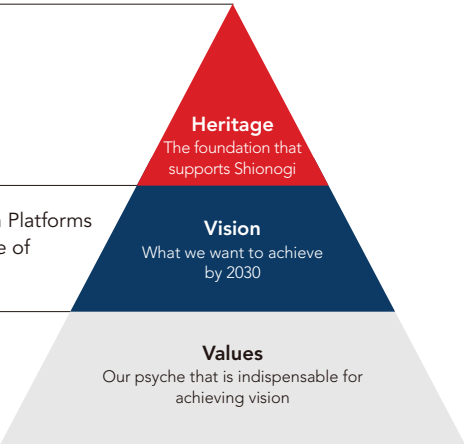 Heritage
The foundation that
supports Shionogi
Platforms
Vision
e of
What we want to achieve
by 2030
Values
Our psyche that is indispensable for
achieving vision